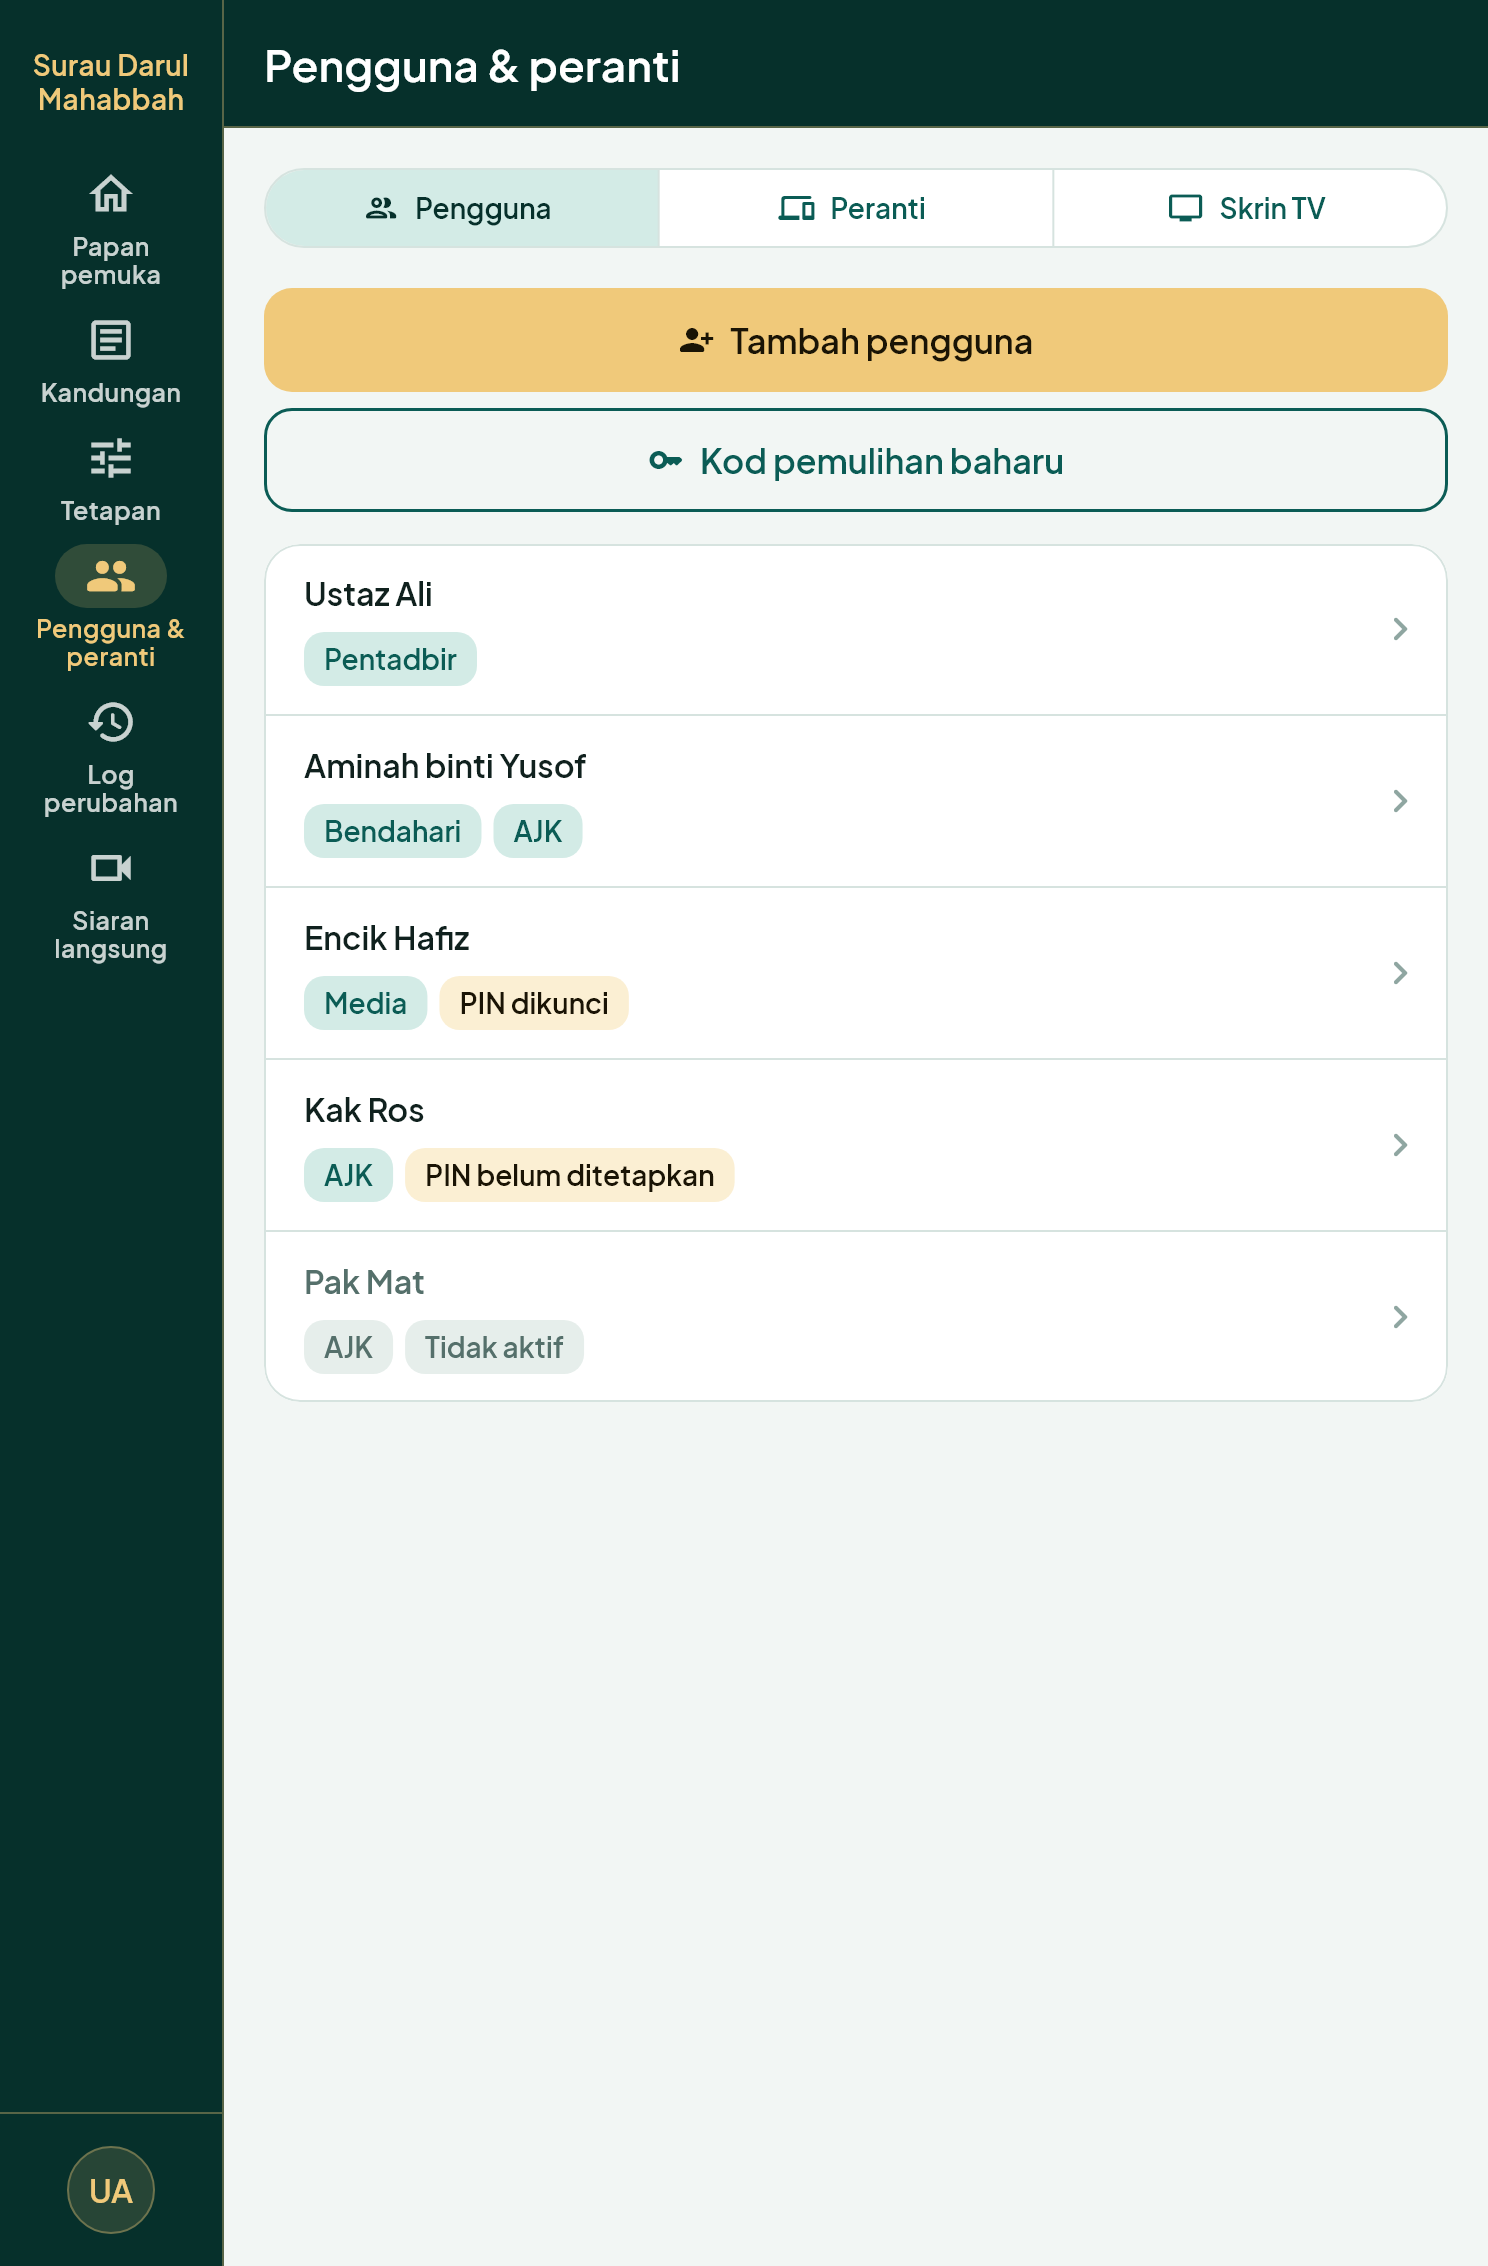 Surau Darul
Mahabbah
Papan
pemuka
Kandungan
Tetapan
Pengguna &
peranti
Log
perubahan
Siaran
langsung
UA
Pengguna & peranti
Pengguna
Peranti
Skrin TV
Tambah pengguna
Kod pemulihan baharu
Ustaz Ali
Pentadbir
Aminah binti Yusof
Bendahari AJK
Encik Hafiz
Media PIN dikunci
Kak Ros
AJK PIN belum ditetapkan
Pak Mat
AJK Tidak aktif